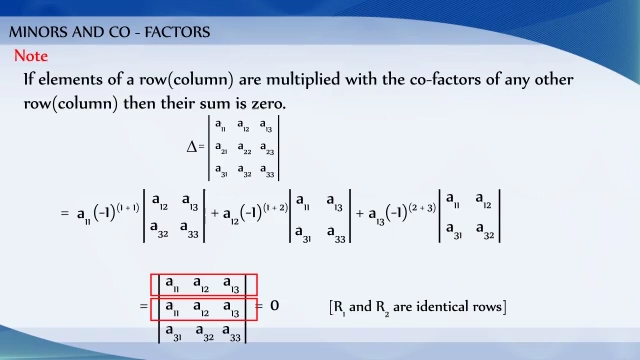 MINORS AND CO - FACTORS
Note
If elements of a row(column) are multiplied with the co-factors of any other
row(column) then their sum is zero.
Δ= | a₁₁ a₁₂ a₁₃ |
| a₂₁ a₂₂ a₂₃ |
| a₃₁ a₃₂ a₃₃ |
= a₁₁(-1)⁽¹⁺¹⁾ | a₁₂ a₁₃ | + a₁₂(-1)⁽¹⁺²⁾ | a₁₁ a₁₃ | + a₁₃(-1)⁽²⁺³⁾ | a₁₁ a₁₂ |
| a₃₂ a₃₃ | | a₃₁ a₃₃ | | a₃₁ a₃₂ |
| a₁₁ a₁₂ a₁₃ |
= | a₁₁ a₁₂ a₁₃ | = 0 [R₁ and R₂ are identical rows]
| a₃₁ a₃₂ a₃₃ |